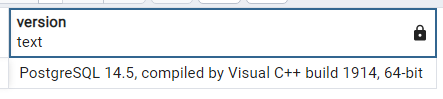 version
text
PostgreSQL 14.5, compiled by Visual C++ build 1914, 64-bit